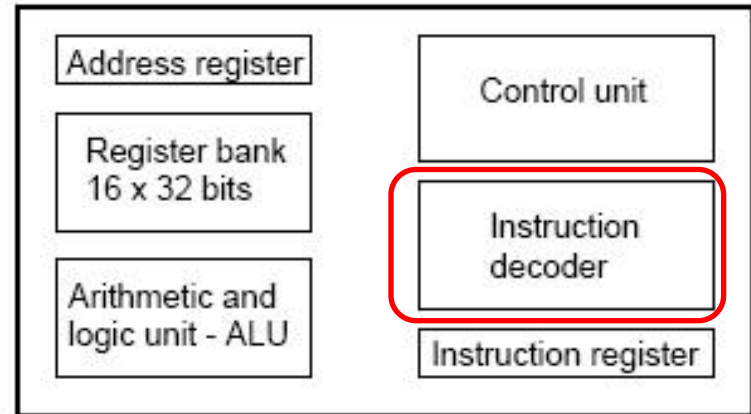 Address register
Register bank
16 x 32 bits
Arithmetic and
logic unit - ALU
Control unit
Instruction
decoder
Instruction register